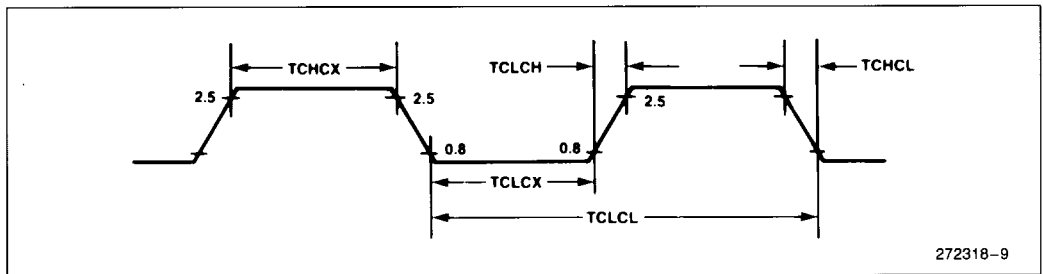 TCHCX
TCLCH
TCHCL
2.5
2.5
2.5
0.8
0.8
TCLCX
TCLCL
272318-9